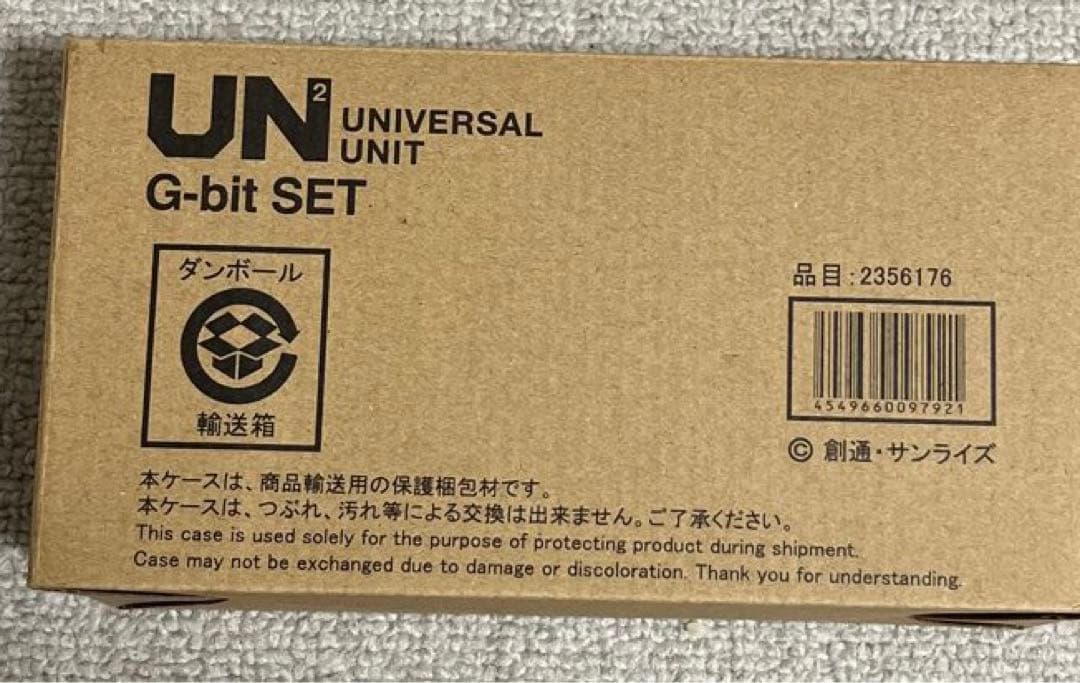 UN²
UNIVERSAL
UNIT
G-bit SET
ダンボール
輸送箱
品目:2356176
4549660097921
© 創通・サンライズ
本ケースは、商品輸送用の保護梱包材です。
本ケースは、つぶれ、汚れ等による交換は出来ません。ご了承ください。
This case is used solely for the purpose of protecting product during shipment.
Case may not be exchanged due to damage or discoloration. Thank you for understanding.